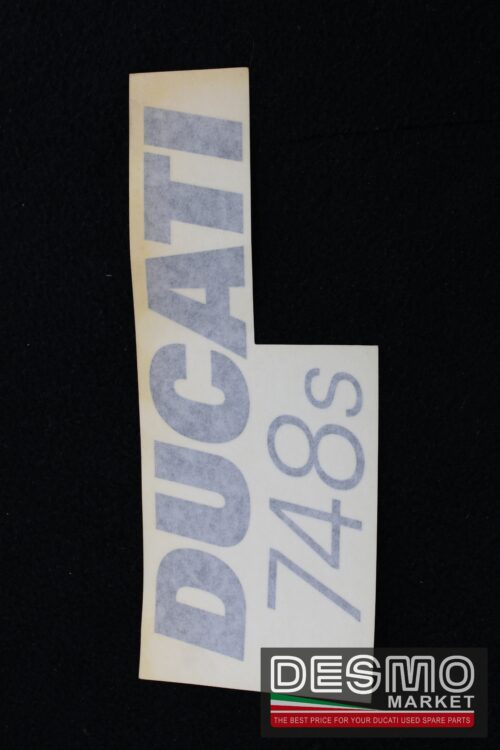 DUCATI
748s
DESMO
MARKET
THE BEST PRICE FOR YOUR DUCATI USED SPARE PARTS